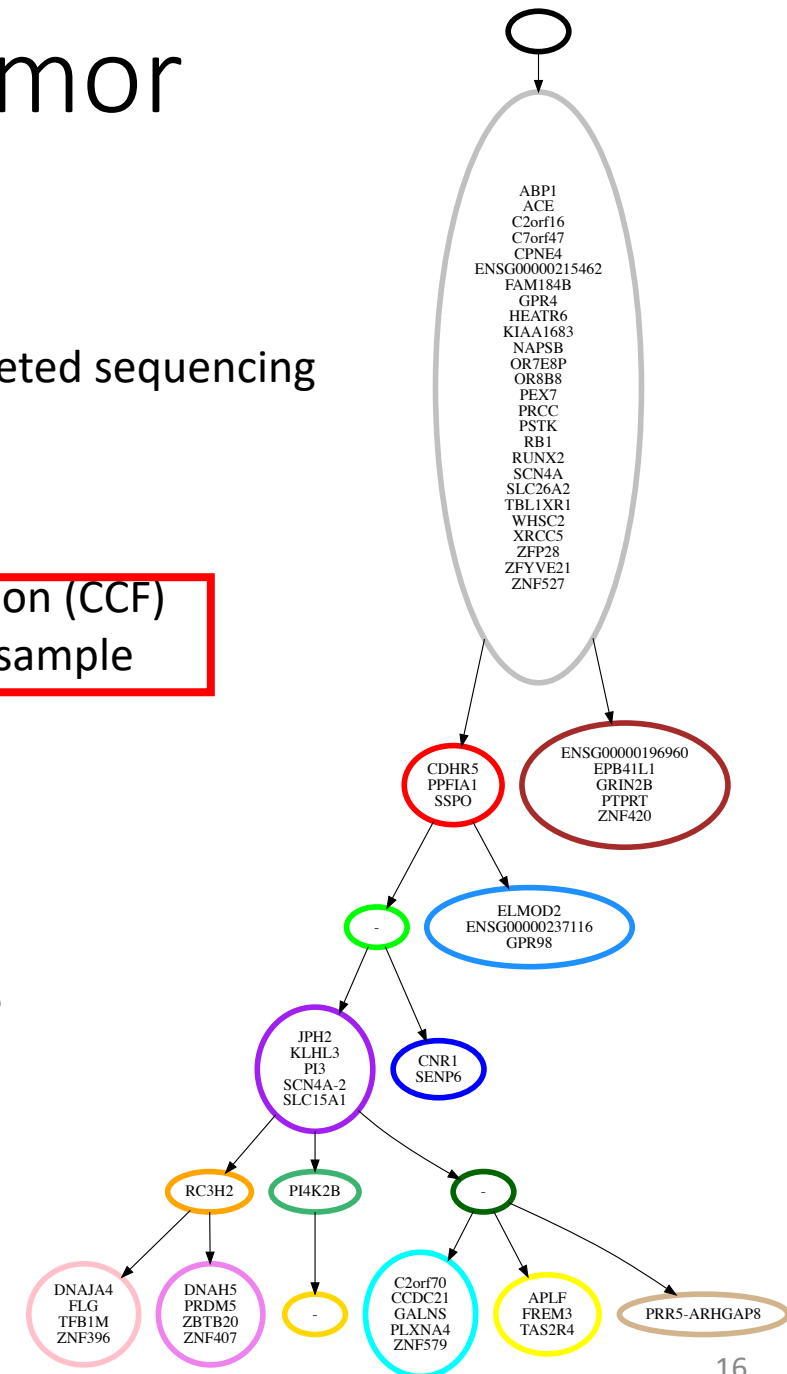 mor
eted sequencing
on (CCF)
sample
ABP1
ACE
C2orf16
C7orf47
CPNE4
ENSG00000215462
FAM184B
GPR4
HEATR6
KIAA1683
NAPSB
OR7E8P
OR8B8
PEX7
PRCC
PSTK
RB1
RUNX2
SCN4A
SLC26A2
TBL1XR1
WHSC2
XRCC5
ZFP28
ZFYVE21
ZNF527
CDHR5
PPFIA1
SSPO
ENSG00000196960
EPB41L1
GRIN2B
PTPRT
ZNF420
-
ELMOD2
ENSG00000237116
GPR98
JPH2
KLHL3
PI3
SCN4A-2
SLC15A1
CNR1
SENP6
RC3H2
PI4K2B
-
DNAJA4
FLG
TFB1M
ZNF396
DNAH5
PRDM5
ZBTB20
ZNF407
-
C2orf70
CCDC21
GALNS
PLXNA4
ZNF579
APLF
FREM3
TAS2R4
PRR5-ARHGAP8
16